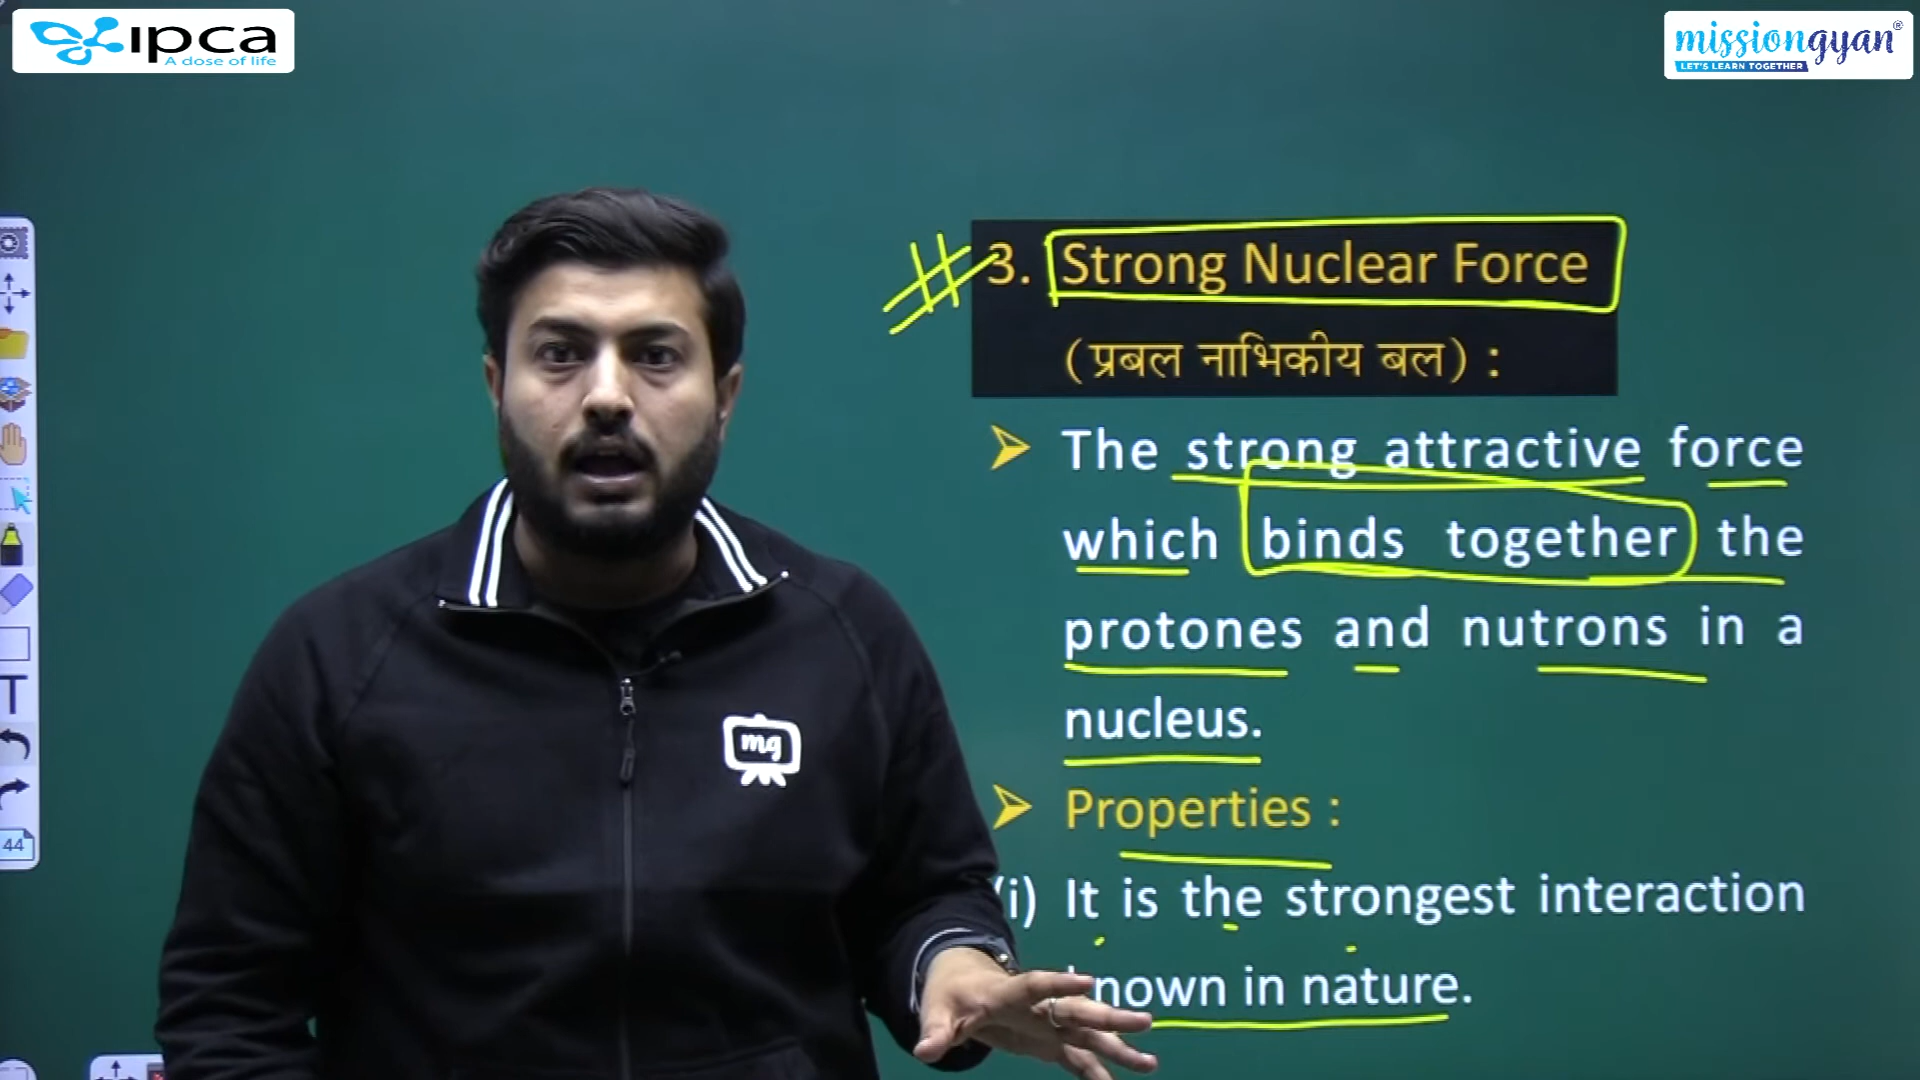 ipca
A dose of life
missiongyan®
LET'S LEARN TOGETHER
3. Strong Nuclear Force
(प्रबल नाभिकीय बल) :
The strong attractive force
which binds together the
protones and nutrons in a
nucleus.
Properties :
(i) It is the strongest interaction
known in nature.
mg
T
44